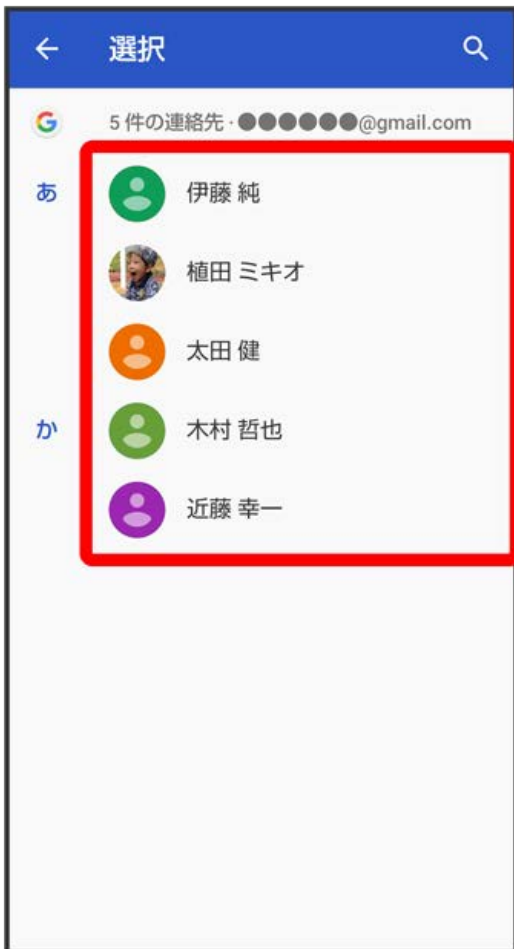 選択
5 件の連絡先 · ●●●●●●@gmail.com
あ
伊藤 純
植田 ミキオ
太田 健
か
木村 哲也
近藤 幸一